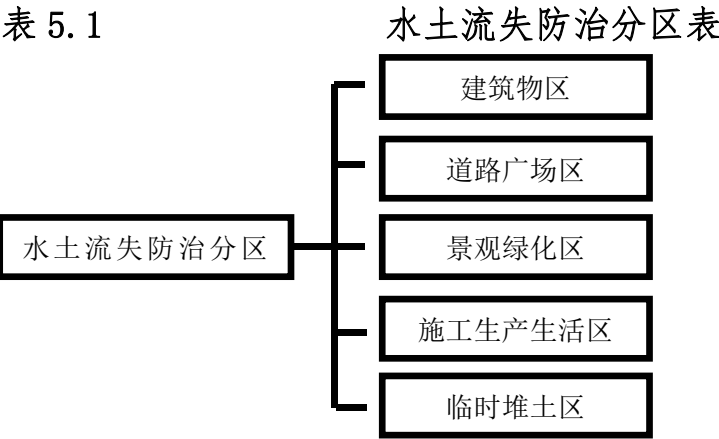 表 5.1 水土流失防治分区表
建筑物区
道路广场区
水土流失防治分区
景观绿化区
施工生产生活区
临时堆土区